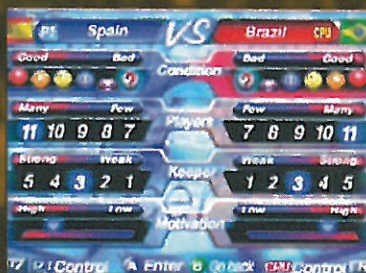 P1 Spain VS Brazil CPU
Good Bad Bad Good
Condition
Many Few Few Many
Players
11 10 9 8 7 7 8 9 10 11
Strong Weak Weak Strong
Keeper
5 4 3 2 1 1 2 3 4 5
High Low Low High
Motivation
Control A Enter B Go back CPU Control